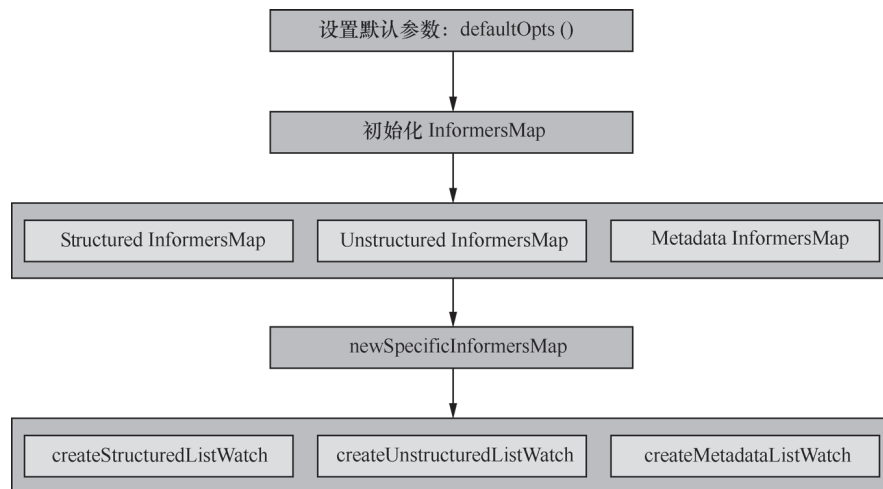 设置默认参数：defaultOpts ()
初始化 InformersMap
Structured InformersMap
Unstructured InformersMap
Metadata InformersMap
newSpecificInformersMap
createStructuredListWatch
createUnstructuredListWatch
createMetadataListWatch